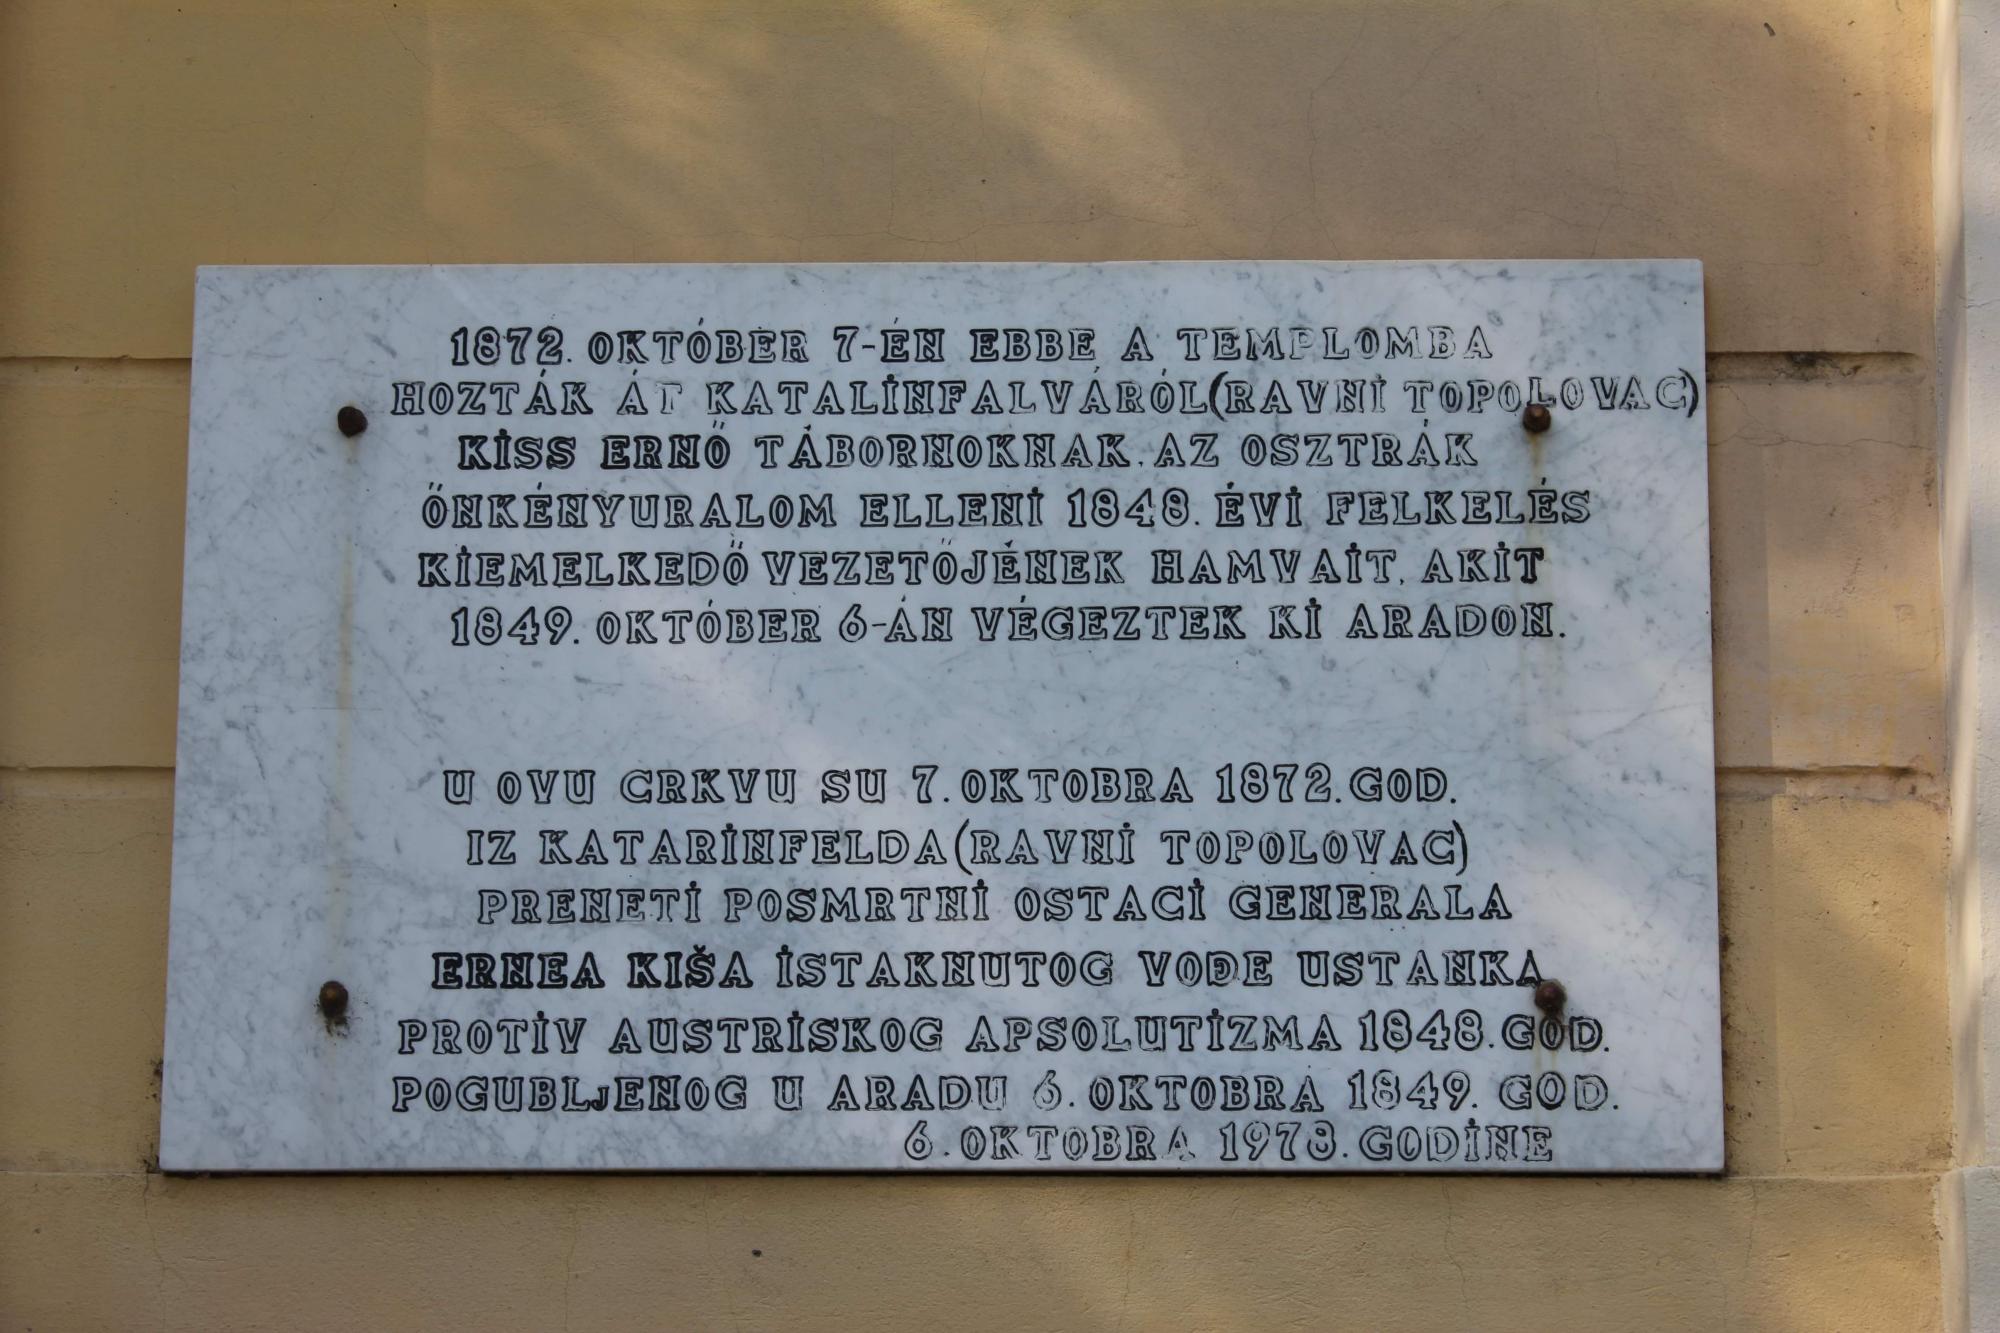 1872. OKTÓBER 7-ÉN EBBE A TEMPLOMBA
HOZTÁK ÁT KATALINFALVÁRÓL (RAVNI TOPOLOVAC)
KISS ERNŐ TÁBORNOKNAK, AZ OSZTRÁK
ÖNKÉNYURALOM ELLENI 1848. ÉVI FELKELÉS
KIEMELKEDŐ VEZETŐJÉNEK HAMVAIT, AKIT
1849. OKTÓBER 6-ÁN VÉGEZTEK KI ARADON.
U OVU CRKVU SU 7. OKTOBRA 1872. GOD.
IZ KATARINFELDA (RAVNI TOPOLOVAC)
PRENETI POSMRTNI OSTACI GENERALA
ERNEA KIŠA ISTAKNUTOG VOĐE USTANKA
PROTIV AUSTRISKOG APSOLUTIZMA 1848. GOD.
POGUBLJENOG U ARADU 6. OKTOBRA 1849. GOD.
6. OKTOBRA 1978. GODINE